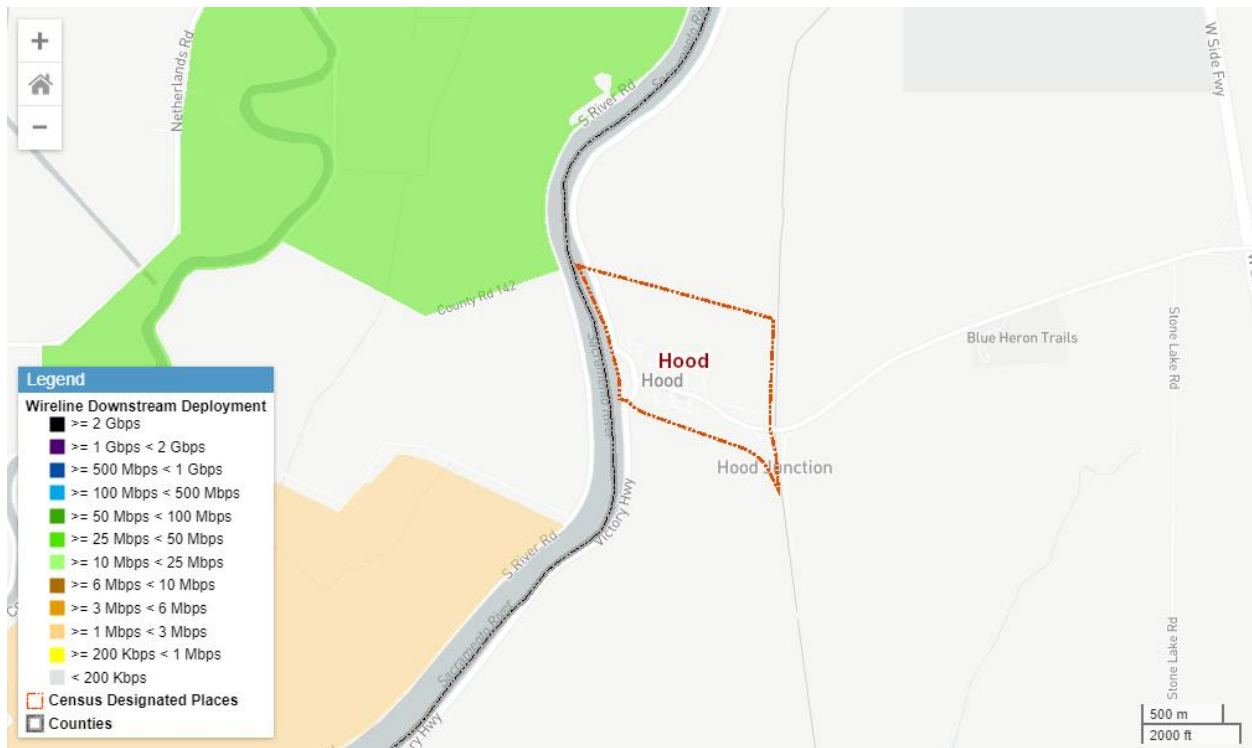 +
−
Netherlands Rd
S River Rd
Sacramento River
W Side Fwy
County Rd 142
Sacramento River
Hood
Hood
Blue Heron Trails
Stone Lake Rd
Hood Junction
Victory Hwy
S River Rd
Sacramento River
Stone Lake Rd
Legend
Wireline Downstream Deployment
>= 2 Gbps
>= 1 Gbps < 2 Gbps
>= 500 Mbps < 1 Gbps
>= 100 Mbps < 500 Mbps
>= 50 Mbps < 100 Mbps
>= 25 Mbps < 50 Mbps
>= 10 Mbps < 25 Mbps
>= 6 Mbps < 10 Mbps
>= 3 Mbps < 6 Mbps
>= 1 Mbps < 3 Mbps
>= 200 Kbps < 1 Mbps
< 200 Kbps
Census Designated Places
Counties
500 m
2000 ft